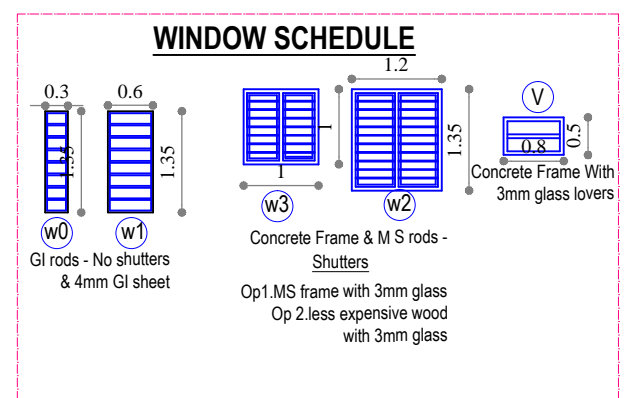 WINDOW SCHEDULE
0.3
0.6
1.2
1.35
1.35
1
1
1.35
V
0.8
0.5
w0
w1
w3
w2
GI rods - No shutters
& 4mm GI sheet
Concrete Frame & M S rods -
Shutters
Op1.MS frame with 3mm glass
Op 2.less expensive wood
with 3mm glass
Concrete Frame With
3mm glass lovers